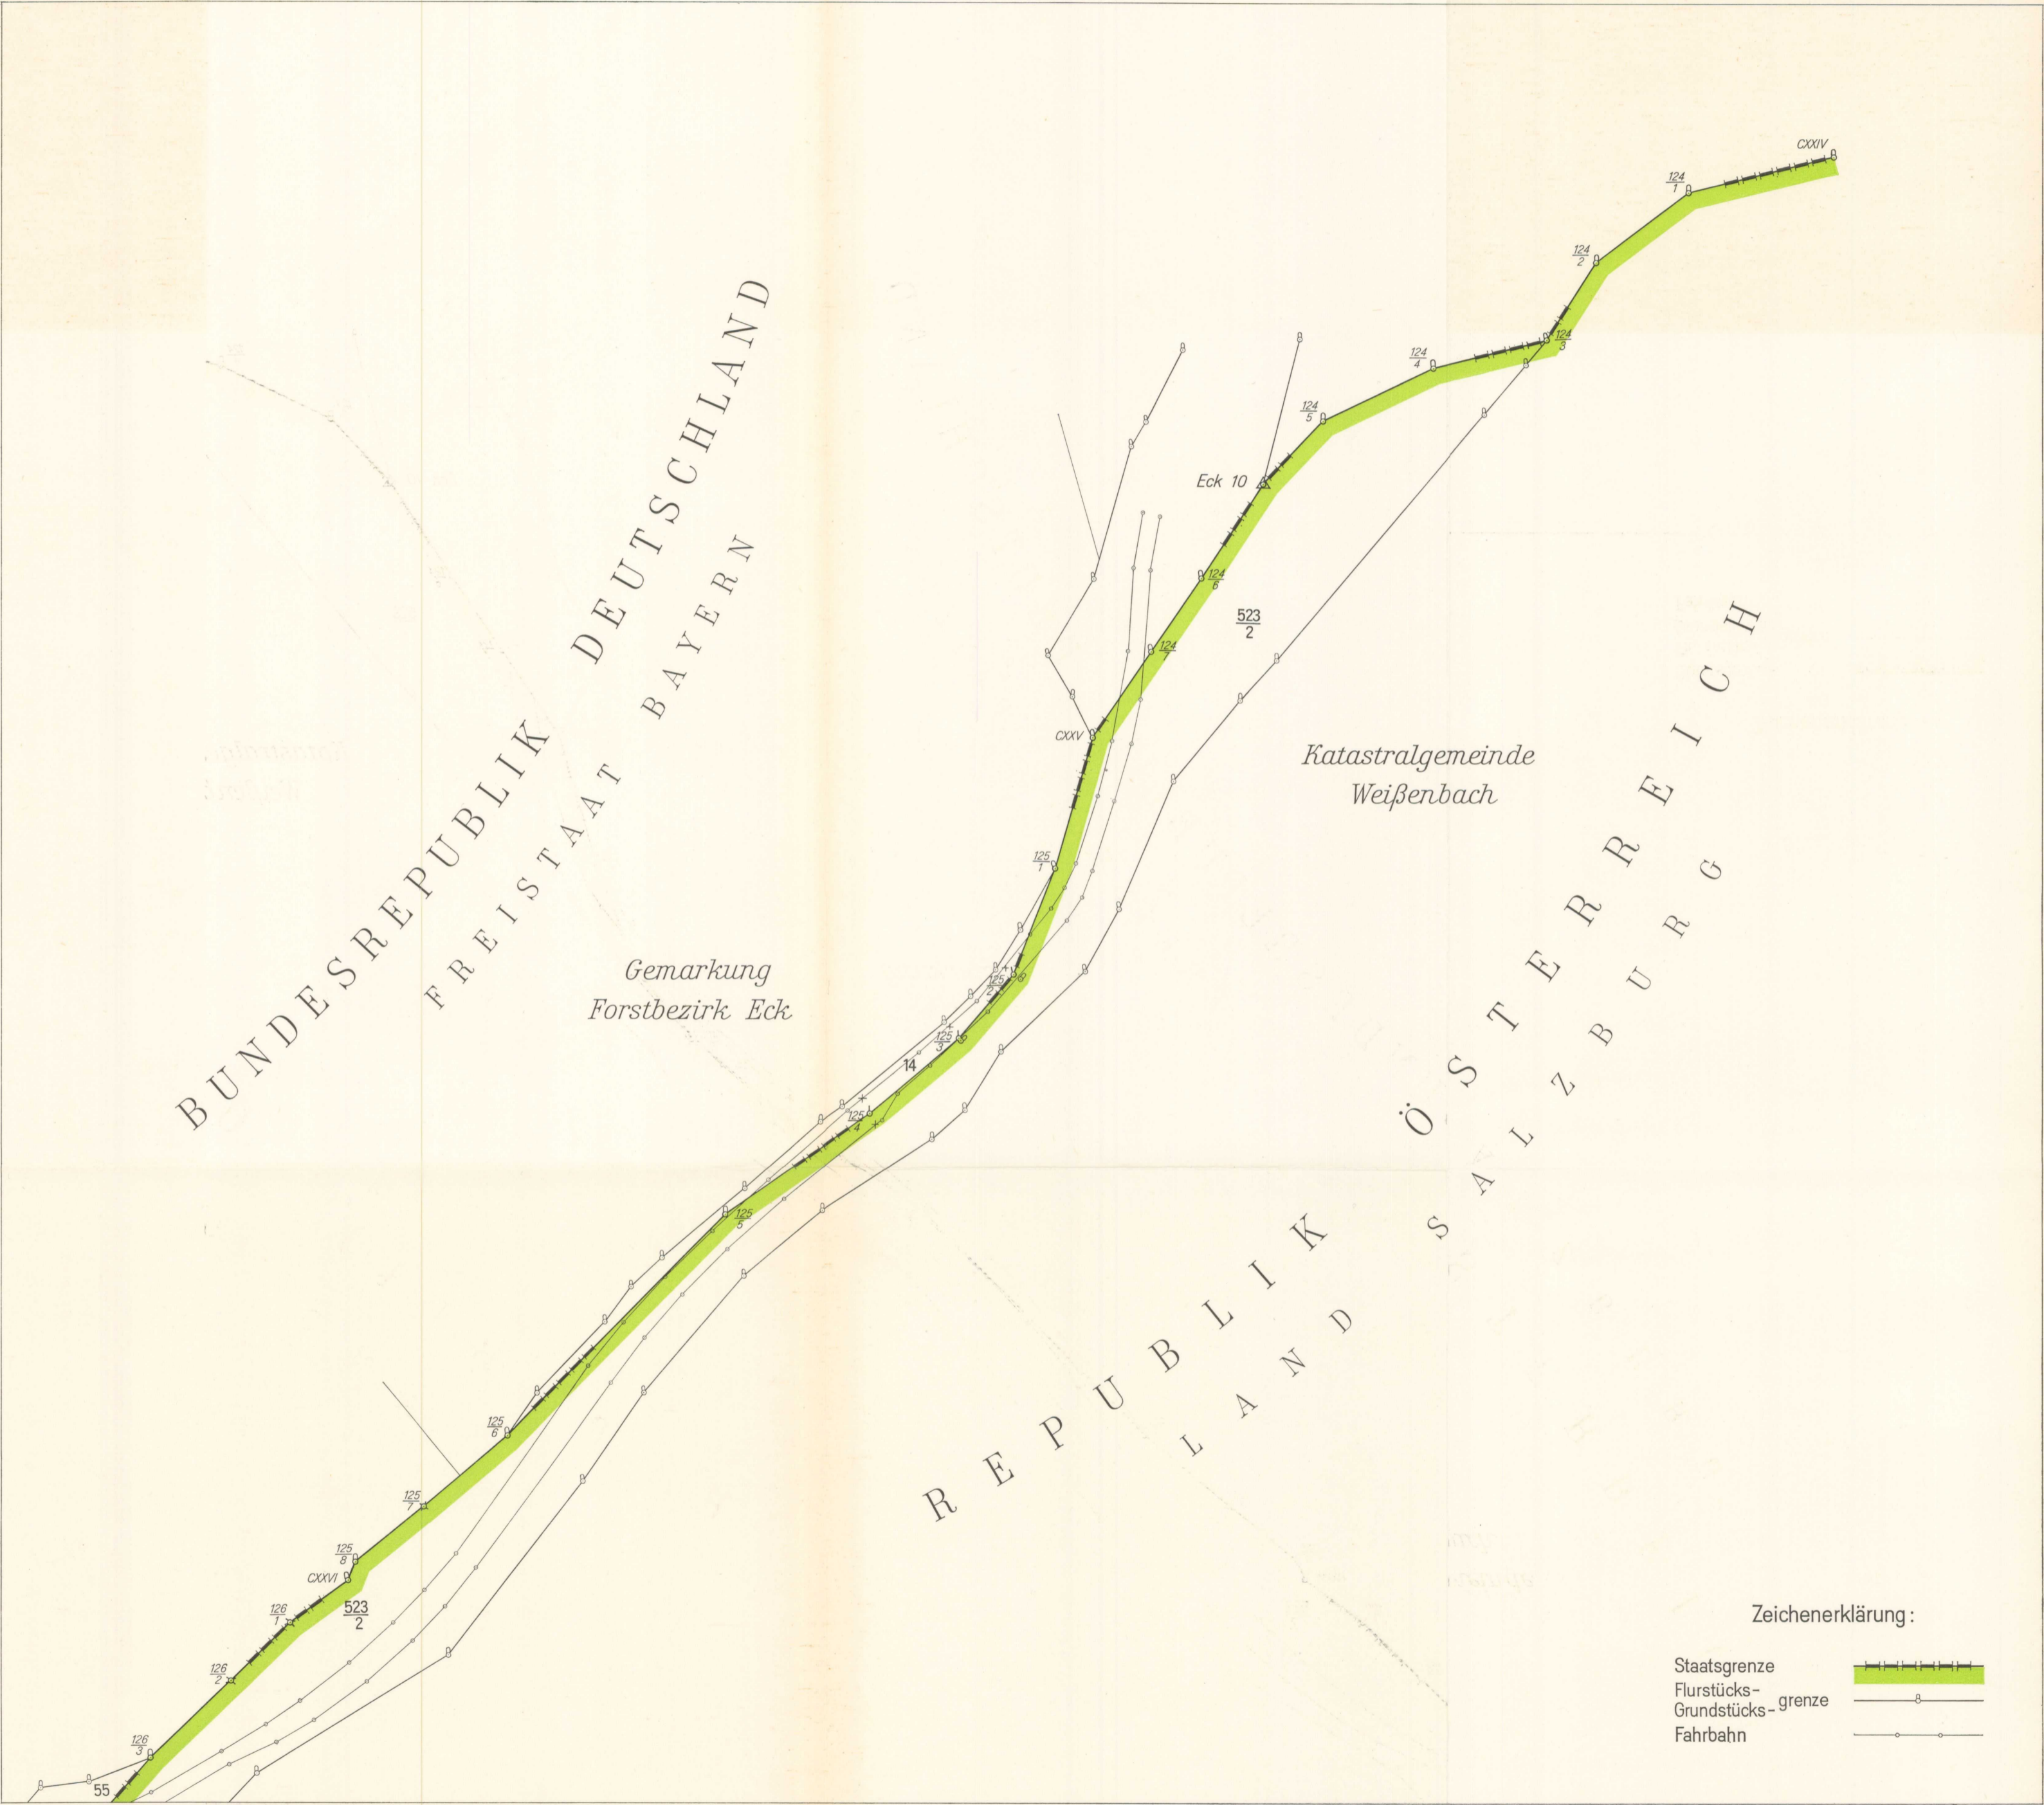 CXXIV
124
1
124
2
124
3
124
4
124
5
Eck 10
124
6
523
2
124
7
CXXV
125
1
125
2
125
3
14
125
4
125
5
125
6
125
7
125
8
CXXVI
523
2
126
1
126
2
126
3
55
BUNDESREPUBLIK DEUTSCHLAND
FREISTAAT BAYERN
Gemarkung
Forstbezirk Eck
Katastralgemeinde
Weißenbach
REPUBLIK ÖSTERREICH
LAND SALZBURG
Zeichenerklärung:
Staatsgrenze
Flurstücks-
Grundstücks- grenze
Fahrbahn